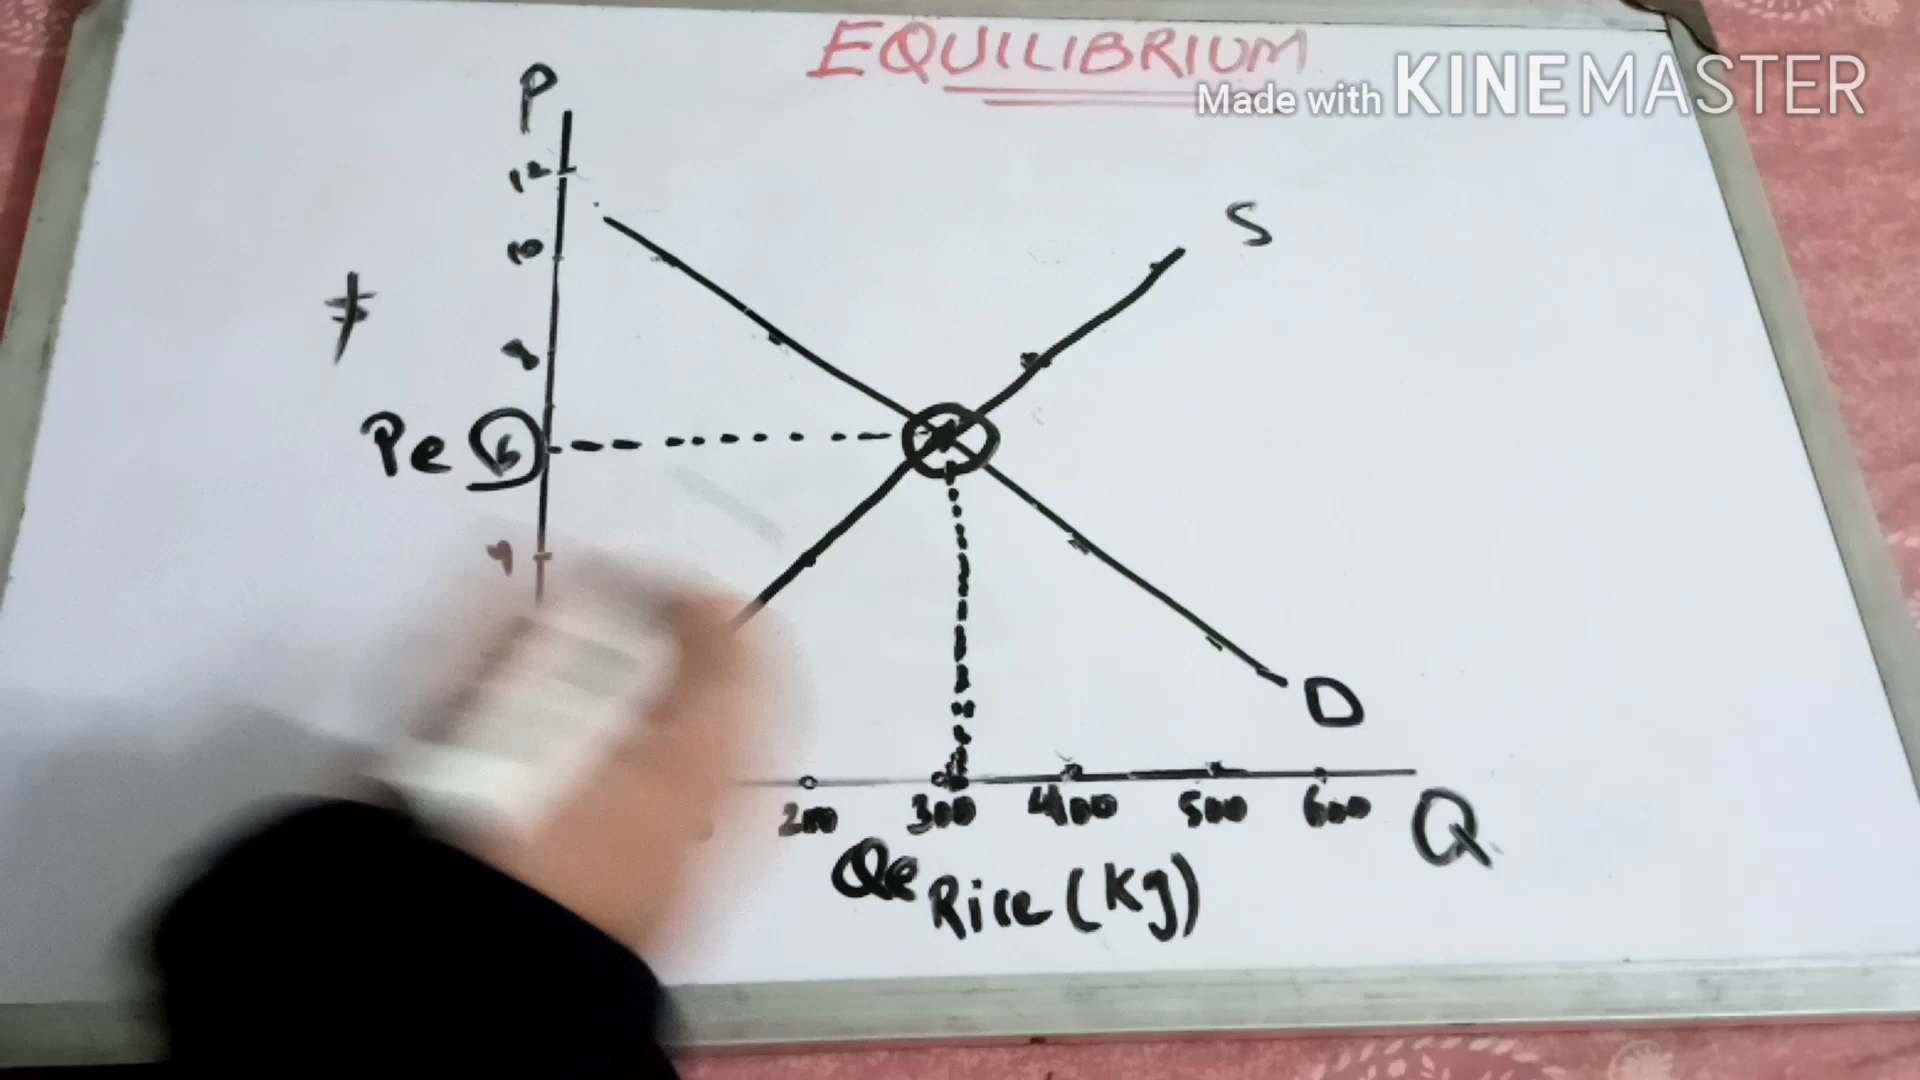 EQUILIBRIUM
Made with KINEMASTER
P
12
10
8
Pe 6
4
S
D
200 300 400 500 600 Q
Qe
Rice (Kg)